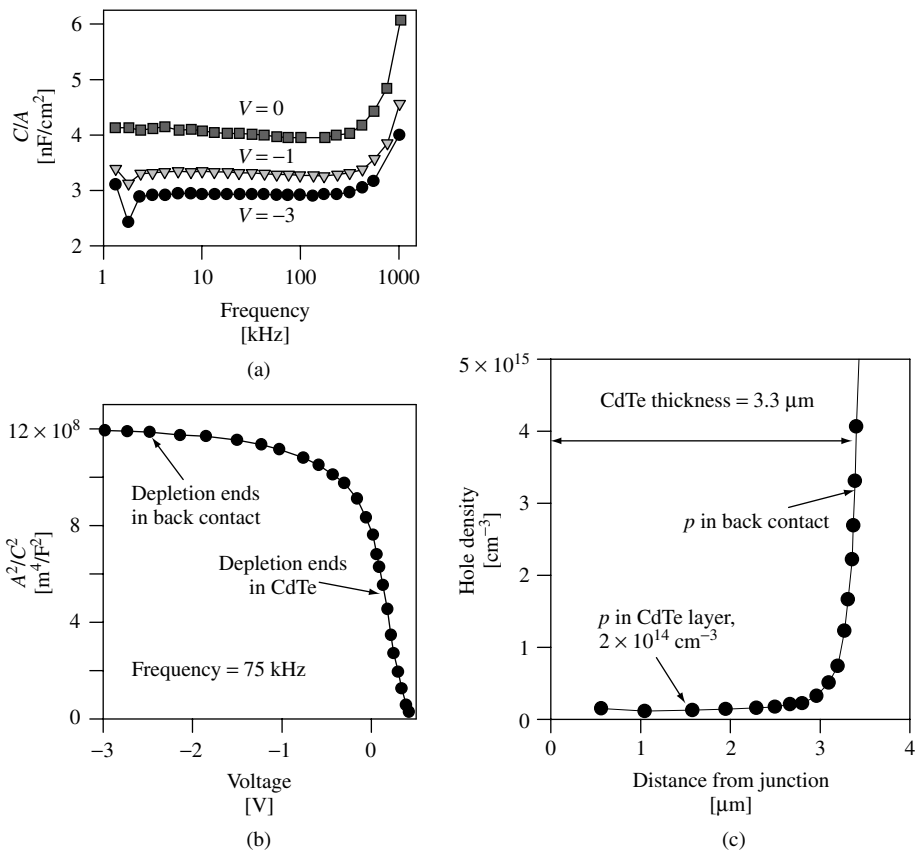 6
5
4
3
2
C/A
[nF/cm²]
V = 0
V = −1
V = −3
1
10
100
1000
Frequency
[kHz]
(a)
12 × 10⁸
8
4
0
A²/C²
[m⁴/F²]
Depletion ends
in back contact
Depletion ends
in CdTe
Frequency = 75 kHz
−3
−2
−1
0
Voltage
[V]
(b)
5 × 10¹⁵
4
3
2
1
0
Hole density
[cm⁻³]
CdTe thickness = 3.3 μm
p in back contact
p in CdTe layer,
2 × 10¹⁴ cm⁻³
0
1
2
3
4
Distance from junction
[μm]
(c)